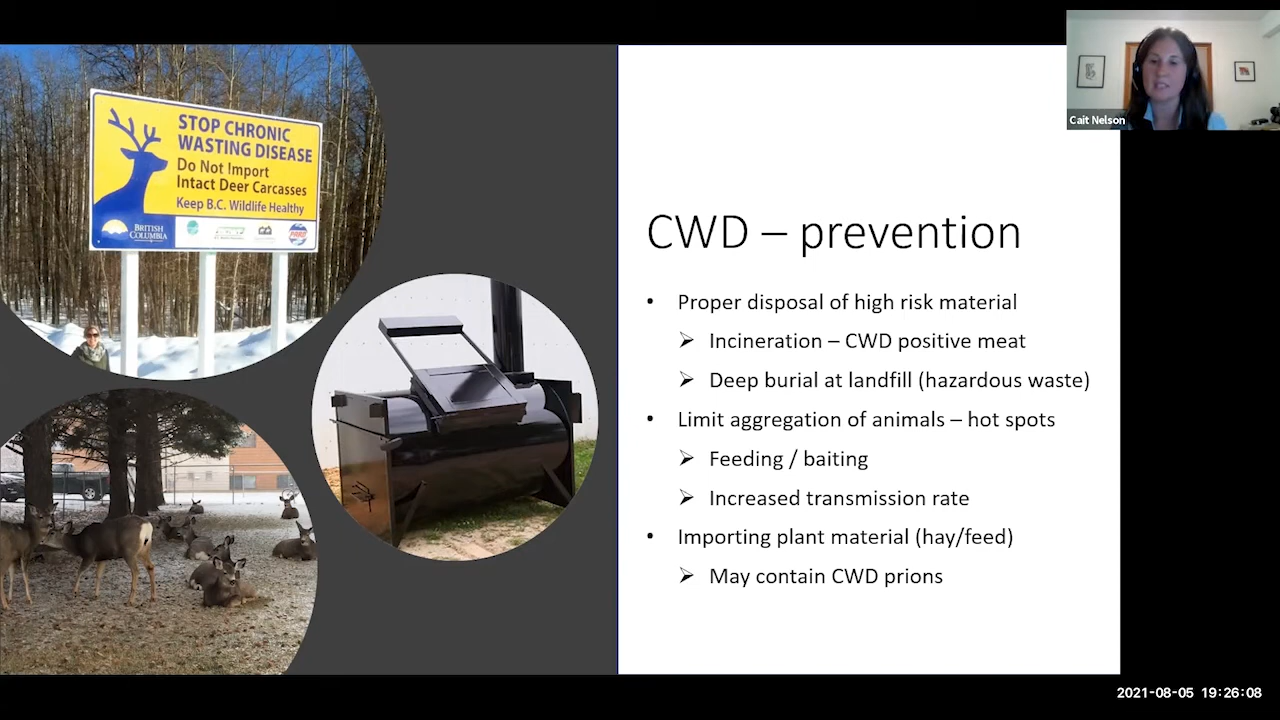 STOP CHRONIC
WASTING DISEASE
Do Not Import
Intact Deer Carcasses
Keep B.C. Wildlife Healthy
BRITISH
COLUMBIA
CWD – prevention
• Proper disposal of high risk material
➢ Incineration – CWD positive meat
➢ Deep burial at landfill (hazardous waste)
• Limit aggregation of animals – hot spots
➢ Feeding / baiting
➢ Increased transmission rate
• Importing plant material (hay/feed)
➢ May contain CWD prions
Cait Nelson
2021-08-05 19:26:08